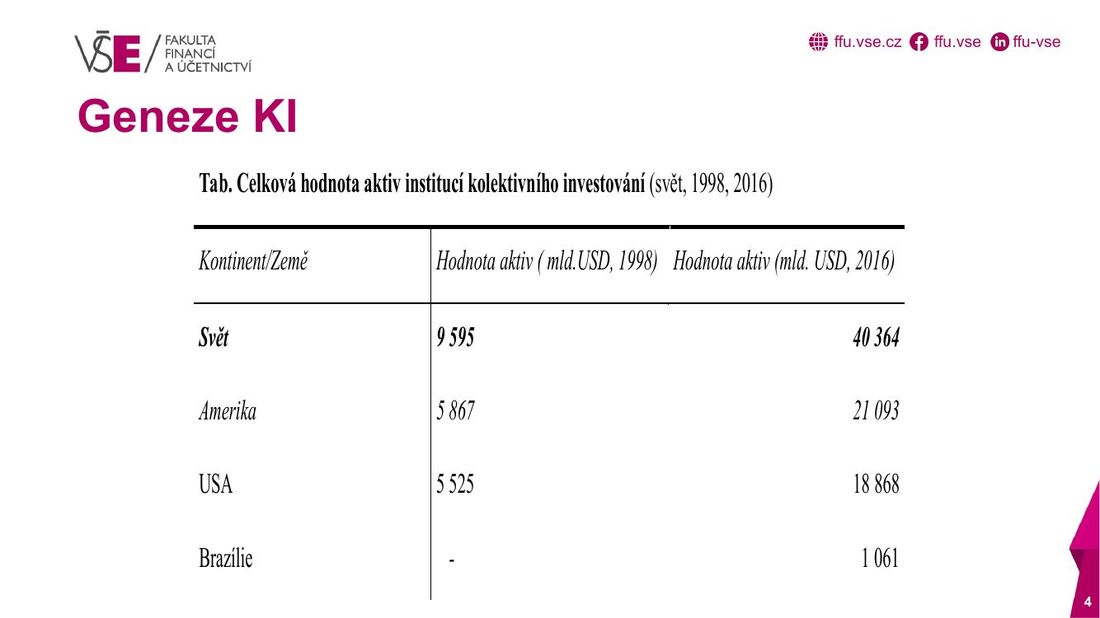 VŠE / FAKULTA
FINANCÍ
A ÚČETNICTVÍ
ffu.vse.cz ffu.vse ffu-vse
Geneze KI
Tab. Celková hodnota aktiv institucí kolektivního investování (svět, 1998, 2016)
Kontinent/Země Hodnota aktiv ( mld.USD, 1998) Hodnota aktiv (mld. USD, 2016)
Svět 9 595 40 364
Amerika 5 867 21 093
USA 5 525 18 868
Brazílie - 1 061
4